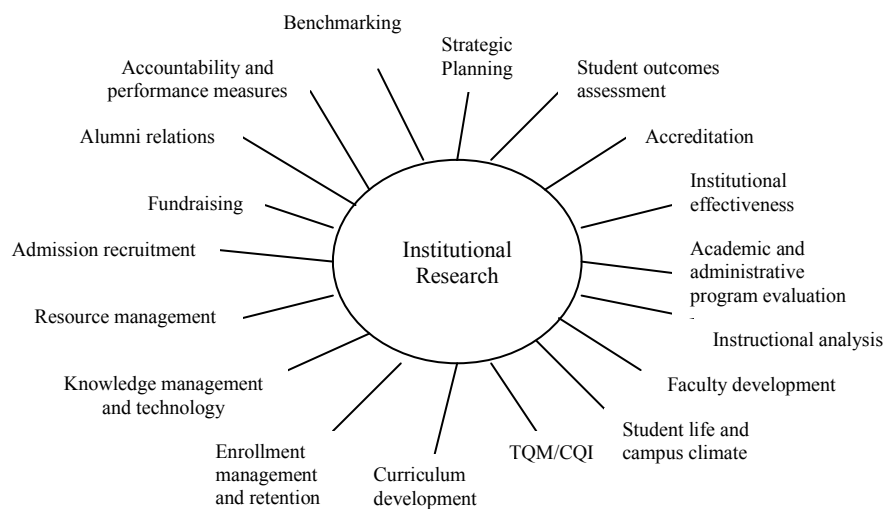 Benchmarking
Strategic
Planning
Student outcomes
assessment
Accountability and
performance measures
Alumni relations
Accreditation
Fundraising
Institutional
effectiveness
Admission recruitment
Institutional
Research
Academic and
administrative
program evaluation
Resource management
Instructional analysis
Knowledge management
and technology
Faculty development
Enrollment
management
and retention
Curriculum
development
TQM/CQI
Student life and
campus climate